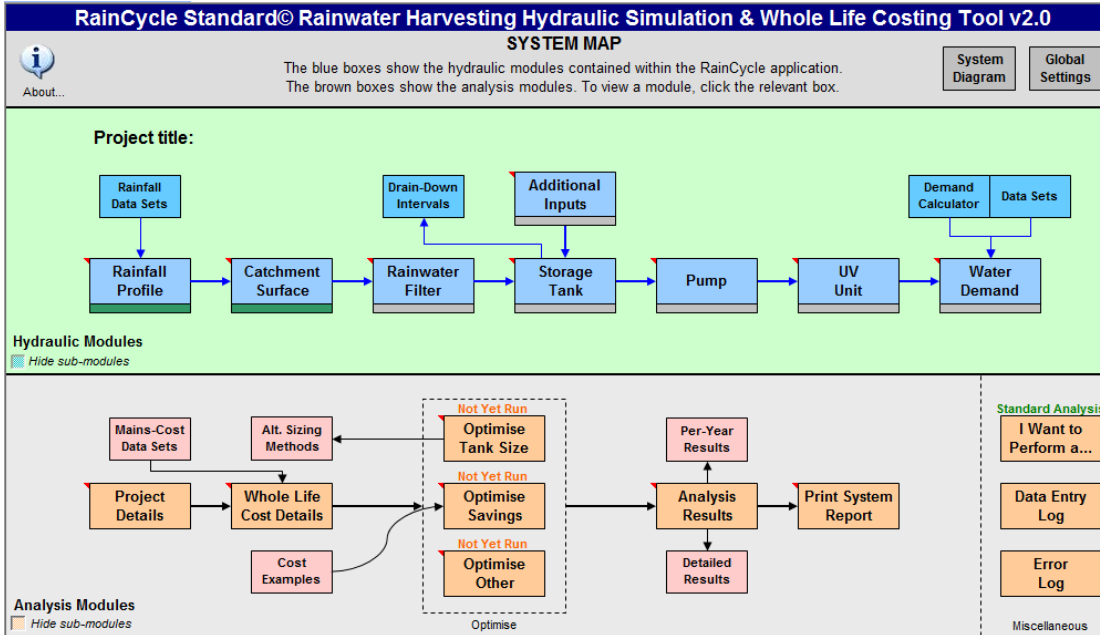 RainCycle Standard© Rainwater Harvesting Hydraulic Simulation & Whole Life Costing Tool v2.0
SYSTEM MAP
The blue boxes show the hydraulic modules contained within the RainCycle application.
The brown boxes show the analysis modules. To view a module, click the relevant box.
About...
System
Diagram
Global
Settings
Project title:
Rainfall
Data Sets
Drain-Down
Intervals
Additional
Inputs
Demand
Calculator
Data Sets
Rainfall
Profile
Catchment
Surface
Rainwater
Filter
Storage
Tank
Pump
UV
Unit
Water
Demand
Hydraulic Modules
Hide sub-modules
Mains-Cost
Data Sets
Alt. Sizing
Methods
Not Yet Run
Optimise
Tank Size
Per-Year
Results
Standard Analysis
I Want to
Perform a...
Project
Details
Whole Life
Cost Details
Not Yet Run
Optimise
Savings
Analysis
Results
Print System
Report
Data Entry
Log
Cost
Examples
Not Yet Run
Optimise
Other
Detailed
Results
Error
Log
Analysis Modules
Hide sub-modules
Optimise
Miscellaneous